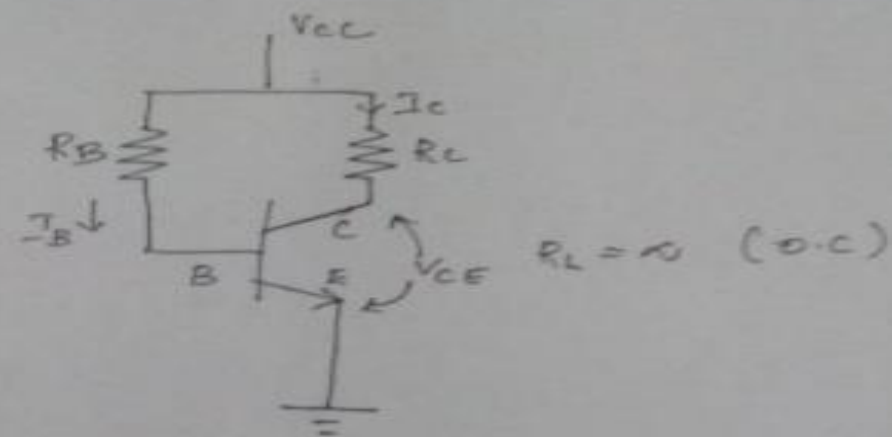 Vcc
Ic
RB
Rc
IB
C
B
E
VCE
RL = ∞ (O.C)